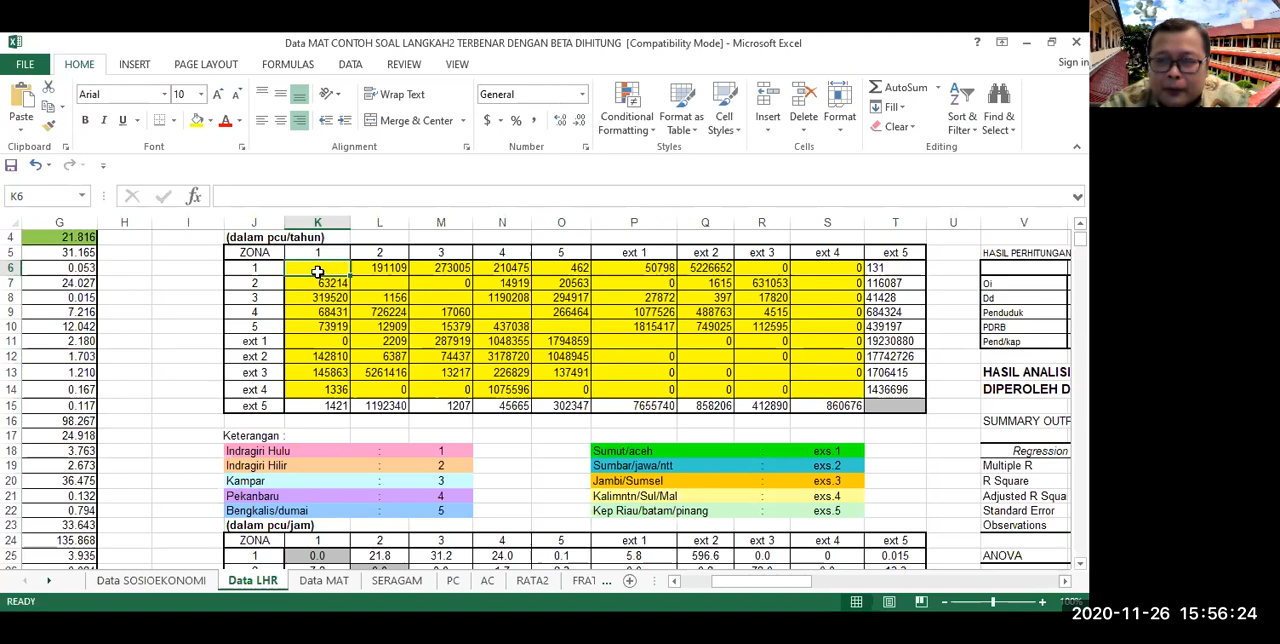 Data MAT CONTOH SOAL LANGKAH2 TERBENAR DENGAN BETA DIHITUNG [Compatibility Mode] - Microsoft Excel
FILE HOME INSERT PAGE LAYOUT FORMULAS DATA REVIEW VIEW Sign in
Paste Arial 10 B I U Wrap Text Merge & Center General $ % Conditional Formatting Format as Table Cell Styles Insert Delete Format AutoSum Fill Clear Sort & Filter Find & Select
Clipboard Font Alignment Number Styles Cells Editing
K6 fx
G H I J K L M N O P Q R S T U V
4 21.816 (dalam pcu/tahun)
5 31.165 ZONA 1 2 3 4 5 ext 1 ext 2 ext 3 ext 4 ext 5 HASIL PERHITUNGAN
6 0.053 1 191109 273005 210475 462 50798 5226652 0 0 131
7 24.027 2 63214 0 14919 20563 0 1615 631053 0 116087 Oi
8 0.015 3 319520 1156 1190208 294917 27872 397 17820 0 41428 Dd
9 7.216 4 68431 726224 17060 266464 1077526 488763 4515 0 684324 Penduduk
10 12.042 5 73919 12909 15379 437038 1815417 749025 112595 0 439197 PDRB
11 2.180 ext 1 0 2209 287919 1048355 1794859 0 0 0 19230880 Pend/kap
12 1.703 ext 2 142810 6387 74437 3178720 1048945 0 0 0 17742726
13 1.210 ext 3 145863 5261416 13217 226829 137491 0 0 0 1706415 HASIL ANALISI
14 0.167 ext 4 1336 0 0 1075596 0 0 0 0 1436696 DIPEROLEH D
15 0.117 ext 5 1421 1192340 1207 45665 302347 7655740 858206 412890 860676
16 98.267 SUMMARY OUTP
17 24.918 Keterangan :
18 3.763 Indragiri Hulu : 1 Sumut/aceh : exs.1 Regression
19 2.673 Indragiri Hilir : 2 Sumbar/jawa/ntt : exs.2 Multiple R
20 36.475 Kampar : 3 Jambi/Sumsel : exs.3 R Square
21 0.132 Pekanbaru : 4 Kalimntn/Sul/Mal : exs.4 Adjusted R Squa
22 0.794 Bengkalis/dumai : 5 Kep Riau/batam/pinang : exs.5 Standard Error
23 33.643 (dalam pcu/jam) Observations
24 135.868 ZONA 1 2 3 4 5 ext 1 ext 2 ext 3 ext 4 ext 5
25 3.935 1 0.0 21.8 31.2 24.0 0.1 5.8 596.6 0.0 0 0.015 ANOVA
Data SOSIOEKONOMI Data LHR Data MAT SERAGAM PC AC RATA2 FRAT ...
READY 100%
2020-11-26 15:56:24